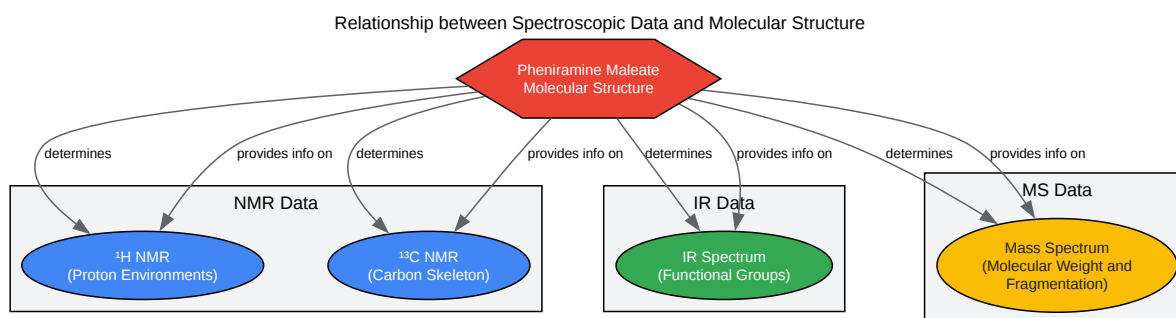 Relationship between Spectroscopic Data and Molecular Structure
Pheniramine Maleate
Molecular Structure
determines
provides info on
determines
provides info on
determines
provides info on
determines
provides info on
NMR Data
IR Data
MS Data
¹H NMR
(Proton Environments)
¹³C NMR
(Carbon Skeleton)
IR Spectrum
(Functional Groups)
Mass Spectrum
(Molecular Weight and
Fragmentation)